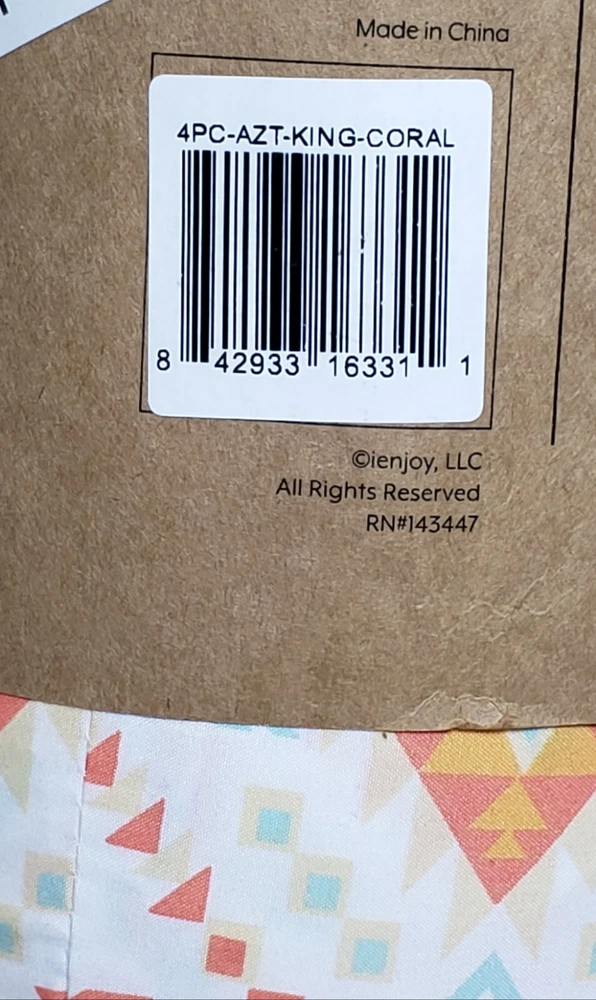 Made in China
4PC-AZT-KING-CORAL
8 42933 16331 1
©ienjoy, LLC
All Rights Reserved
RN#143447